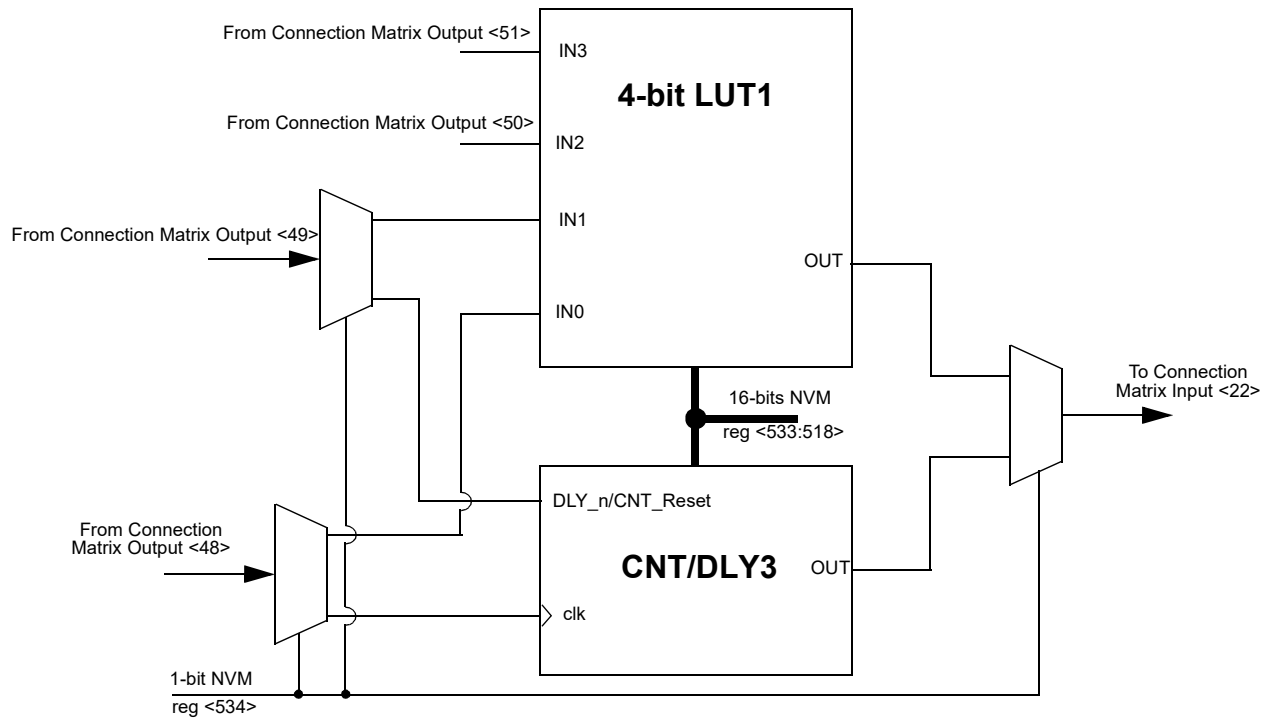 From Connection Matrix Output <51>
IN3
4-bit LUT1
From Connection Matrix Output <50>
IN2
IN1
From Connection Matrix Output <49>
OUT
IN0
To Connection
Matrix Input <22>
16-bits NVM
reg <533:518>
DLY_n/CNT_Reset
From Connection
Matrix Output <48>
CNT/DLY3
OUT
clk
1-bit NVM
reg <534>